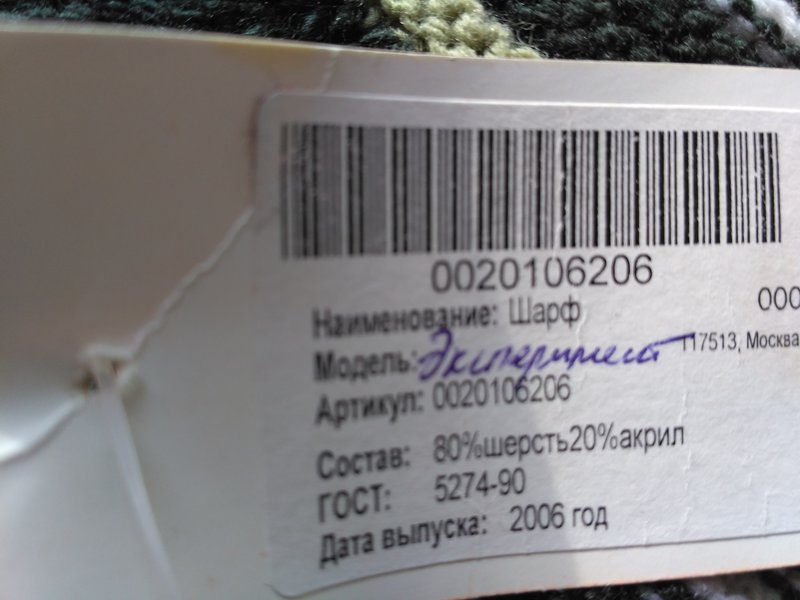 0020106206
Наименование: Шарф
ООО
Модель: Эксперимент
117513, Москва
Артикул: 0020106206
Состав: 80%шерсть20%акрил
ГОСТ: 5274-90
Дата выпуска: 2006 год